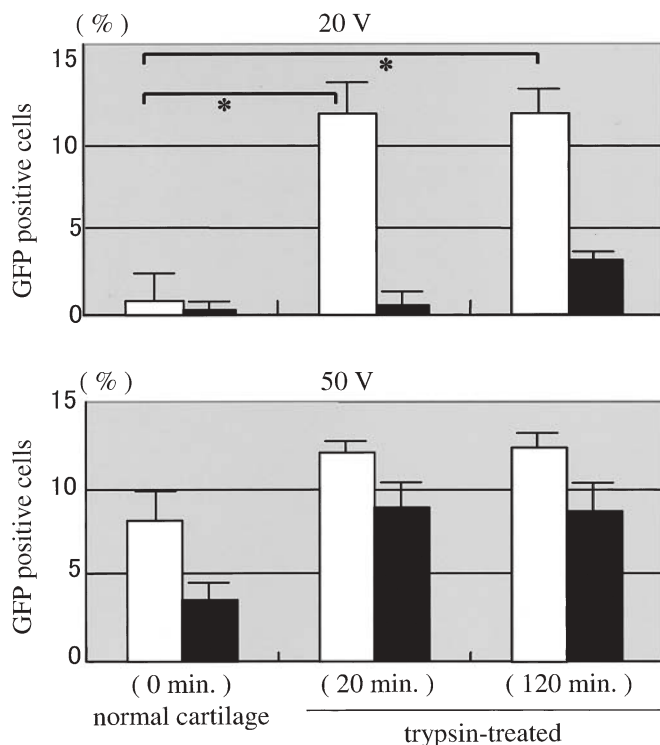 ( % ) 20 V
15
10
5
0
GFP positive cells
*
*
( % ) 50 V
15
10
5
0
GFP positive cells
( 0 min. ) ( 20 min. ) ( 120 min. )
normal cartilage
trypsin-treated